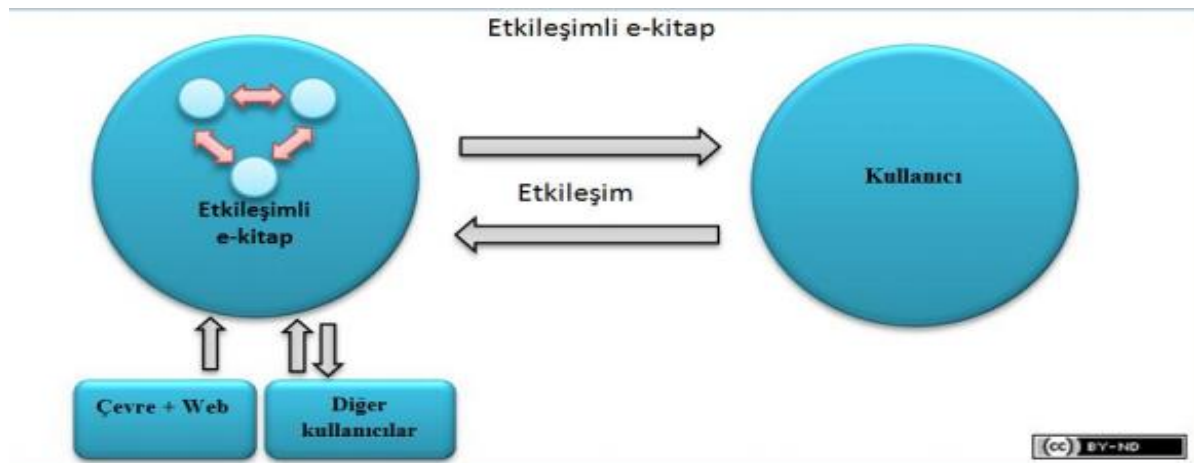 Etkileşimli e-kitap
Etkileşimli
e-kitap
Etkileşim
Kullanıcı
Çevre + Web
Diğer
kullanıcılar
(cc) BY-ND